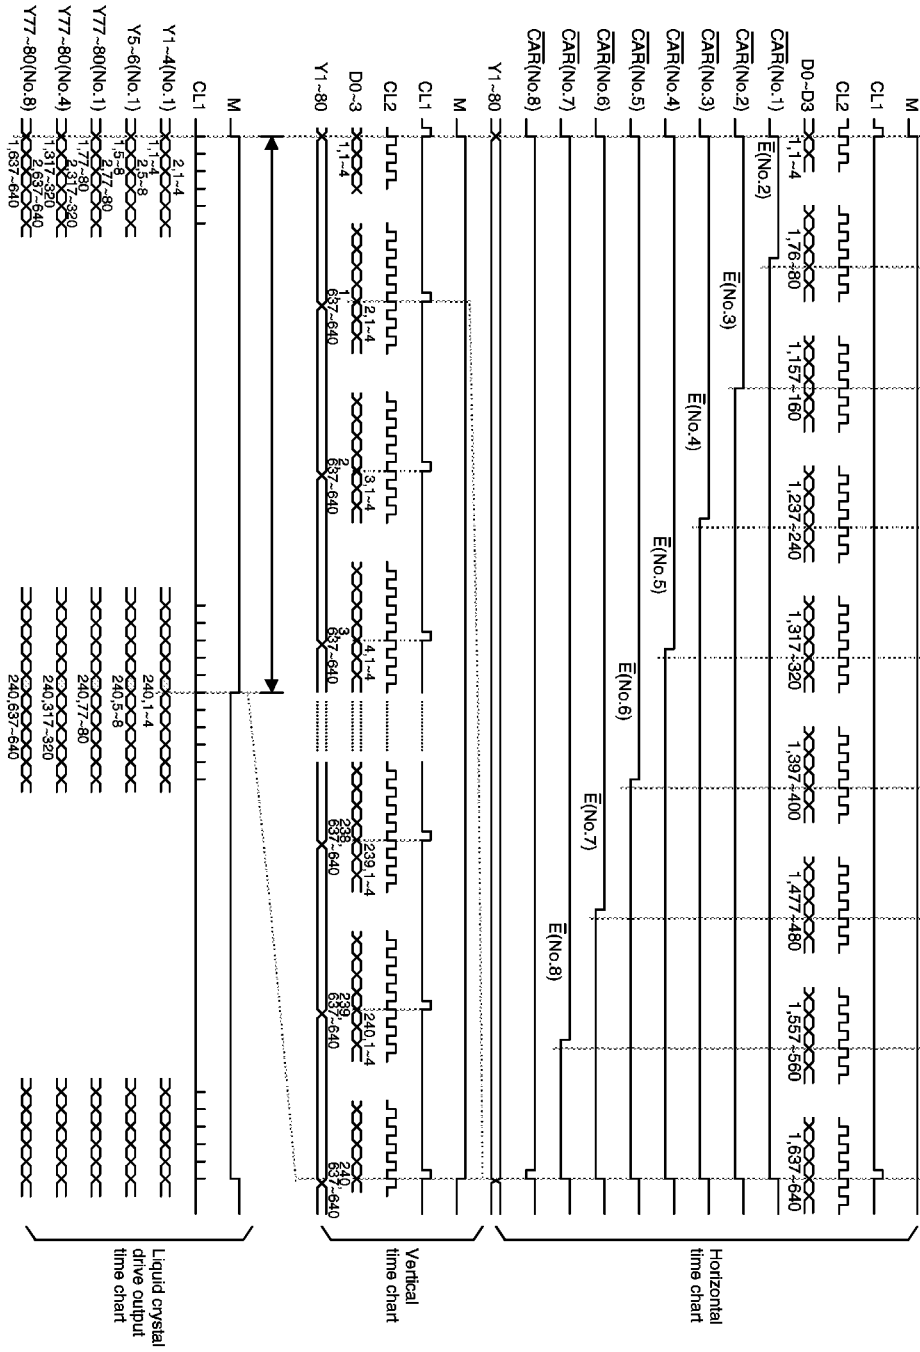 M
CL1
CL2
D0~D3
1,1~4
1,76~80
1,157~160
1,237~240
1,317~320
1,397~400
1,477~480
1,557~560
1,637~640
C̅A̅R̅(No.1)
E̅(No.2)
C̅A̅R̅(No.2)
E̅(No.3)
C̅A̅R̅(No.3)
E̅(No.4)
C̅A̅R̅(No.4)
E̅(No.5)
C̅A̅R̅(No.5)
E̅(No.6)
C̅A̅R̅(No.6)
E̅(No.7)
C̅A̅R̅(No.7)
E̅(No.8)
C̅A̅R̅(No.8)
Y1~80
Horizontal
time chart
M
CL1
CL2
D0~3
1,1~4
2,1~4
3,1~4
4,1~4
239,1~4
240,1~4
1,
637~640
2,
637~640
3,
637~640
238,
637~640
239,
637~640
240,
637~640
Y1~80
Vertical
time chart
M
CL1
Y1~4(No.1)
1,1~4
2,1~4
240,1~4
Y5~6(No.1)
1,5~8
2,5~8
240,5~8
Y77~80(No.1)
1,77~80
2,77~80
240,77~80
Y77~80(No.4)
1,317~320
2,317~320
240,317~320
Y77~80(No.8)
1,637~640
2,637~640
240,637~640
Liquid crystal
drive output
time chart